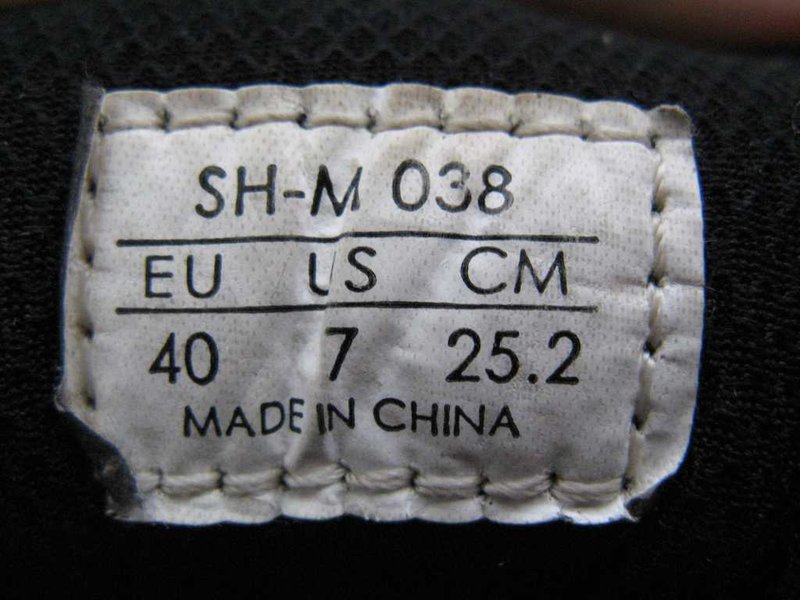 SH-M 038
EU US CM
40 7 25.2
MADE IN CHINA